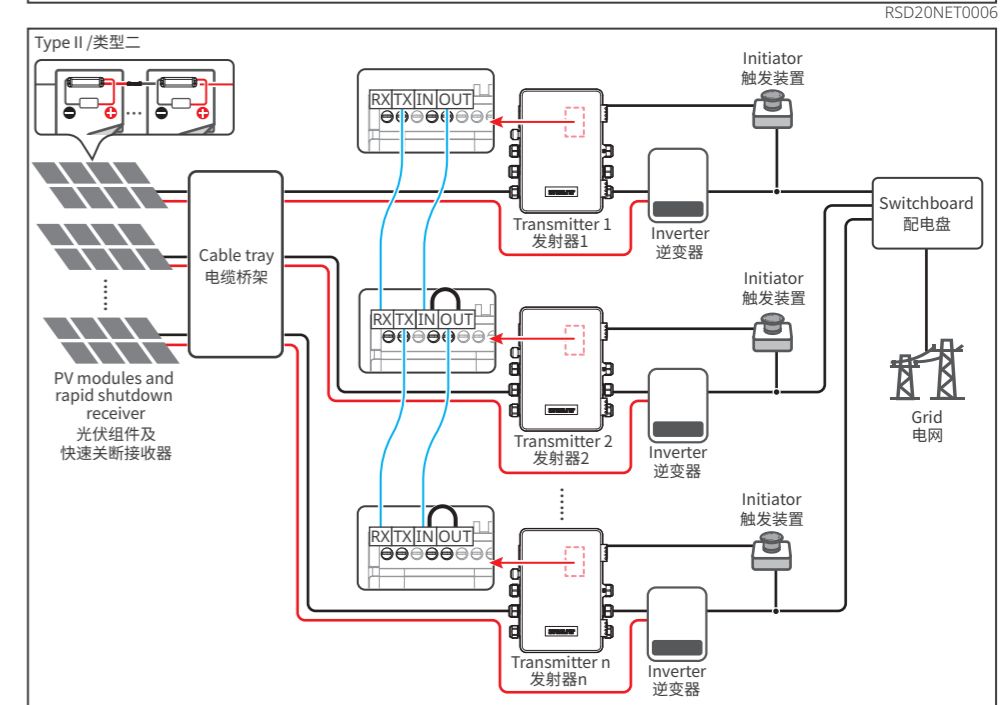 RSD20NET0006
Type II /类型二
Initiator
触发装置
RX TX IN OUT
Transmitter 1
发射器1
Inverter
逆变器
Switchboard
配电盘
Cable tray
电缆桥架
Initiator
触发装置
RX TX IN OUT
PV modules and
rapid shutdown
receiver
光伏组件及
快速关断接收器
Transmitter 2
发射器2
Inverter
逆变器
Grid
电网
Initiator
触发装置
RX TX IN OUT
Transmitter n
发射器n
Inverter
逆变器